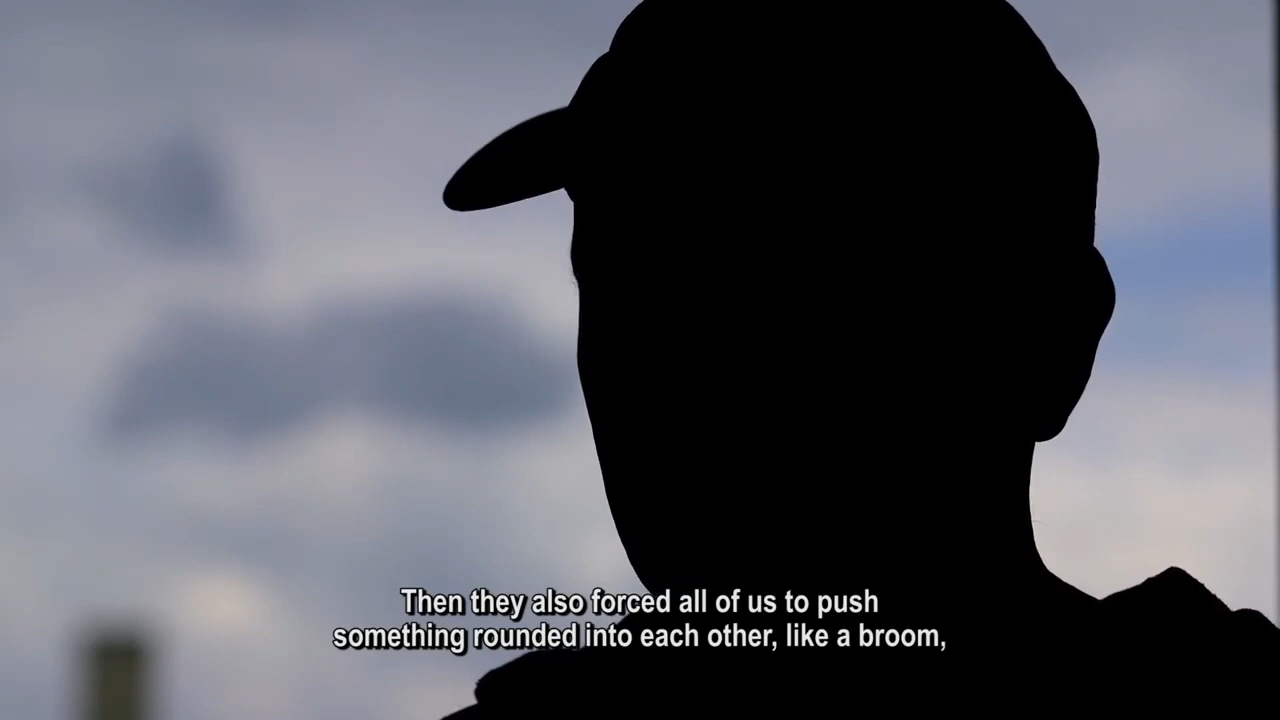 Then they also forced all of us to push
something rounded into each other, like a broom,